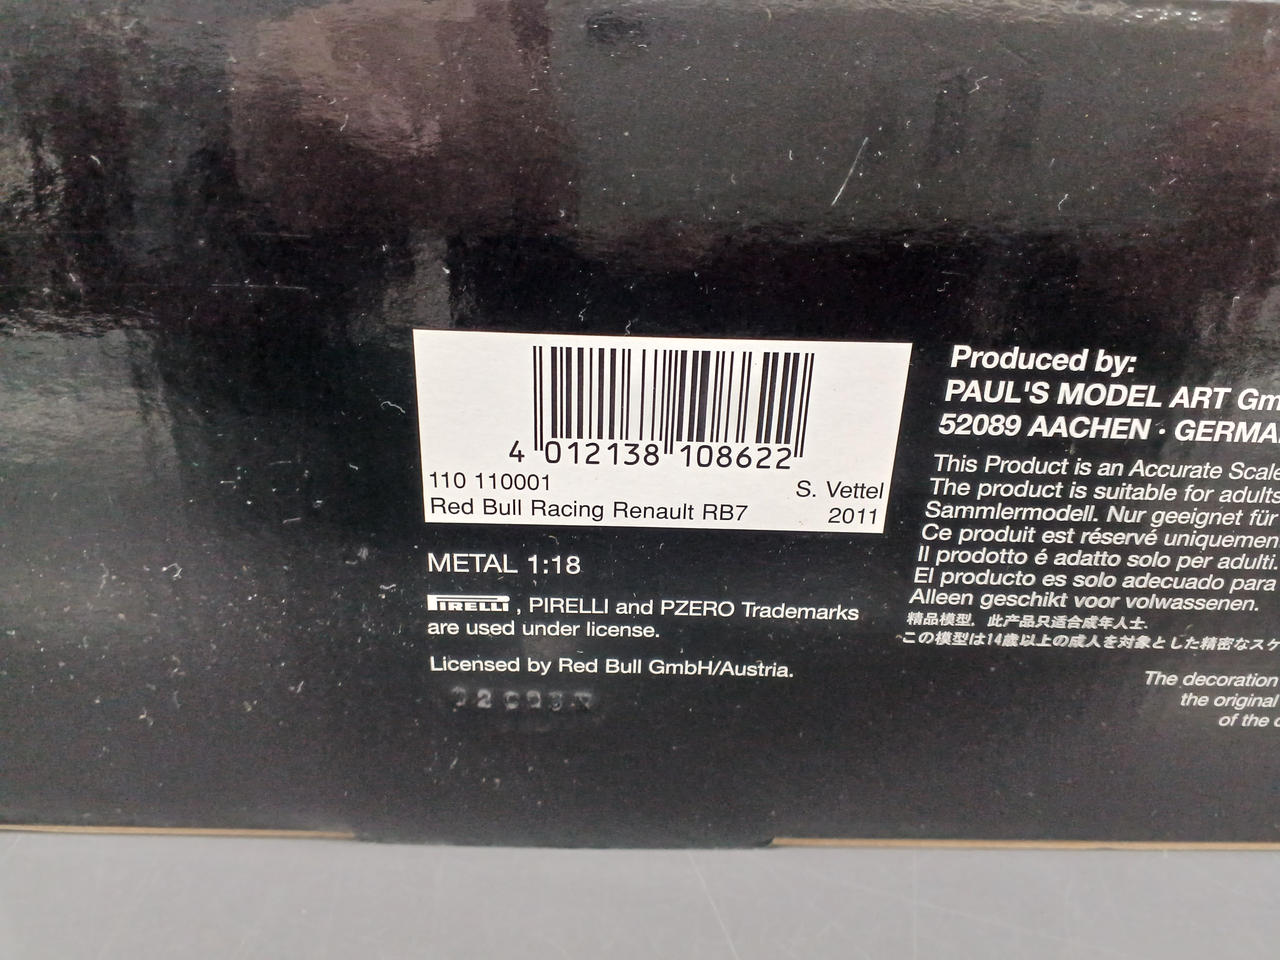 4 012138 108622
110 110001
S. Vettel
Red Bull Racing Renault RB7
2011
METAL 1:18
PIRELLI, PIRELLI and PZERO Trademarks
are used under license.
Licensed by Red Bull GmbH/Austria.
Produced by:
PAUL'S MODEL ART
52089 AACHEN ·
This Product is an Accurate Scale
The product is suitable for adults
Sammlermodell. Nur geeignet für
Ce produit est réservé
Il prodotto é adatto solo per adulti.
El producto es solo adecuado para
Alleen geschikt voor volwassenen.
精品模型，此产品只适合成年人士.
この模型は14歳以上の成人を対象とした精密な
The decoration
the original
of the